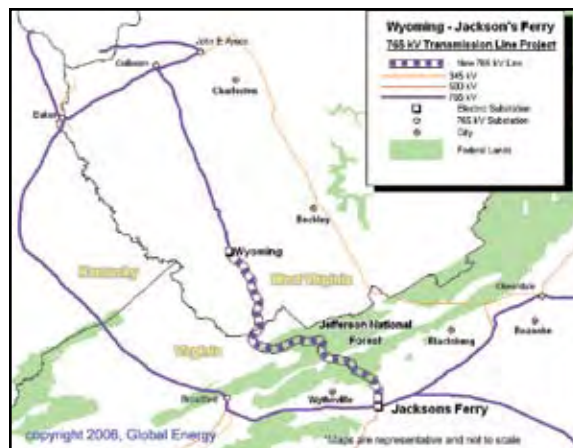 Wyoming - Jackson's Ferry
765 kV Transmission Line Project
New 765 kV Line
345 kV
500 kV
765 kV
Electric Substation
765 kV Substation
City
Federal Lands
John E Amos
Culloden
Charleston
Baker
Beckley
Wyoming
Kentucky
West Virginia
Cloverdale
Jefferson National
Forest
Roanoke
Virginia
Blacksburg
Broadford
Wytheville
Jacksons Ferry
copyright 2006, Global Energy
*Maps are representative and not to scale